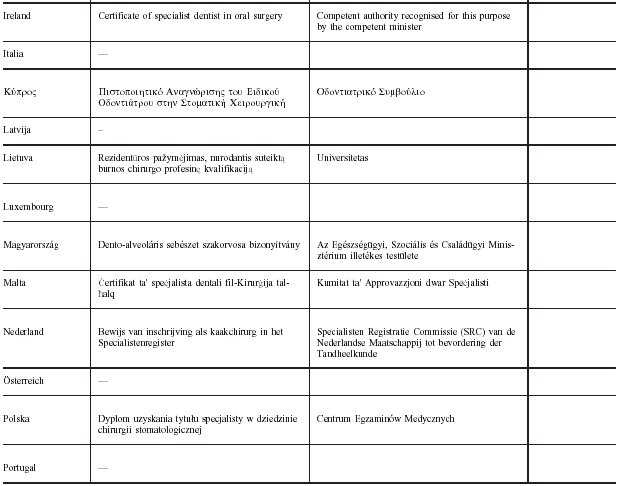 Ireland
Certificate of specialist dentist in oral surgery
Competent authority recognised for this purpose
by the competent minister
Italia
—
Κύπρος
Πιστοποιητικό Αναγνώρισης του Ειδικού
Οδοντιάτρου στην Στοματική Χειρουργική
Οδοντιατρικό Συμβούλιο
Latvija
–
Lietuva
Rezidentūros pažymėjimas, nurodantis suteiktą
burnos chirurgo profesinę kvalifikaciją
Universitetas
Luxembourg
—
Magyarország
Dento-alveoláris sebészet szakorvosa bizonyítvány
Az Egészségügyi, Szociális és Családügyi Minis-
ztérium illetékes testülete
Malta
Ċertifikat ta' speċjalista dentali fil-Kirurġija tal-
ħalq
Kumitat ta' Approvazzjoni dwar Speċjalisti
Nederland
Bewijs van inschrijving als kaakchirurg in het
Specialistenregister
Specialisten Registratie Commissie (SRC) van de
Nederlandse Maatschappij tot bevordering der
Tandheelkunde
Österreich
—
Polska
Dyplom uzyskania tytułu specjalisty w dziedzinie
chirurgii stomatologicznej
Centrum Egzaminów Medycznych
Portugal
—